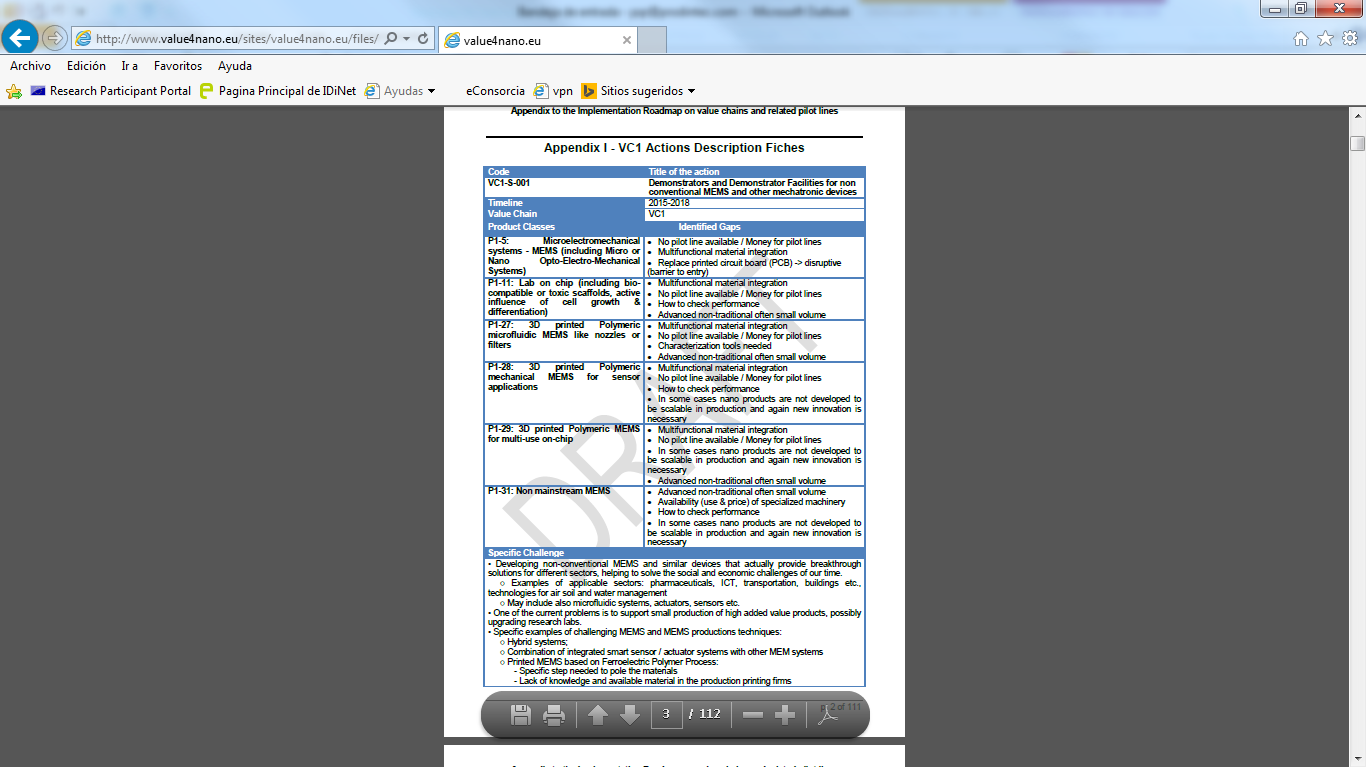 Bandeja de entrada - - Microsoft Outlook
http://www.value4nano.eu/sites/value4nano.eu/files/
value4nano.eu
Archivo Edición Ir a Favoritos Ayuda
Research Participant Portal Pagina Principal de IDiNet Ayudas eConsorcia vpn Sitios sugeridos
Appendix to the Implementation Roadmap on value chains and related pilot lines
Appendix I - VC1 Actions Description Fiches
Code Title of the action
VC1-S-001 Demonstrators and Demonstrator Facilities for non
conventional MEMS and other mechatronic devices
Timeline 2015-2018
Value Chain VC1
Product Classes Identified Gaps
P1-5: Microelectromechanical
systems - MEMS (including Micro or
Nano Opto-Electro-Mechanical
Systems)
• No pilot line available / Money for pilot lines
• Multifunctional material integration
• Replace printed circuit board (PCB) -> disruptive
(barrier to entry)
P1-11: Lab on chip (including bio-
compatible or toxic scaffolds, active
influence of cell growth &
differentiation)
• Multifunctional material integration
• No pilot line available / Money for pilot lines
• How to check performance
• Advanced non-traditional often small volume
P1-27: 3D printed Polymeric
microfluidic MEMS like nozzles or
filters
• Multifunctional material integration
• No pilot line available / Money for pilot lines
• Characterization tools needed
• Advanced non-traditional often small volume
P1-28: 3D printed Polymeric
mechanical MEMS for sensor
applications
• Multifunctional material integration
• No pilot line available / Money for pilot lines
• How to check performance
• In some cases nano products are not developed to
be scalable in production and again new innovation is
necessary
P1-29: 3D printed Polymeric MEMS
for multi-use on-chip
• Multifunctional material integration
• No pilot line available / Money for pilot lines
• In some cases nano products are not developed to
be scalable in production and again new innovation is
necessary
• Advanced non-traditional often small volume
P1-31: Non mainstream MEMS
• Advanced non-traditional often small volume
• Availability (use & price) of specialized machinery
• How to check performance
• In some cases nano products are not developed to
be scalable in production and again new innovation is
necessary
DRAFT
Specific Challenge
• Developing non-conventional MEMS and similar devices that actually provide breakthrough
solutions for different sectors, helping to solve the social and economic challenges of our time.
○ Examples of applicable sectors: pharmaceuticals, ICT, transportation, buildings etc.,
technologies for air soil and water management
○ May include also microfluidic systems, actuators, sensors etc.
• One of the current problems is to support small production of high added value products, possibly
upgrading research labs.
• Specific examples of challenging MEMS and MEMS productions techniques:
○ Hybrid systems;
○ Combination of integrated smart sensor / actuator systems with other MEM systems
○ Printed MEMS based on Ferroelectric Polymer Process:
- Specific step needed to pole the materials
- Lack of knowledge and available material in the production printing firms
3 / 112
p 2 of 111